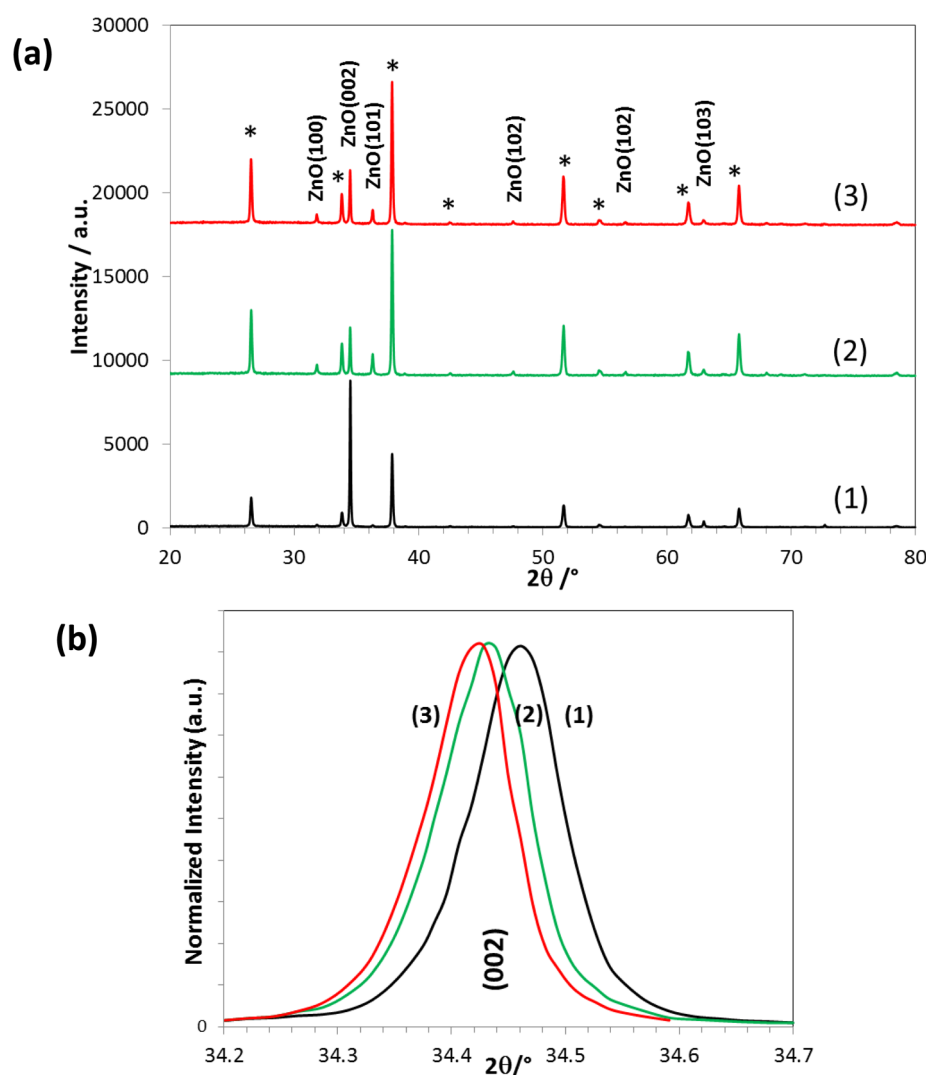 (a)
30000
25000
20000
15000
10000
5000
0
Intensity / a.u.
*
ZnO(100)
*
ZnO(002)
ZnO(101)
*
*
ZnO(102)
*
*
ZnO(102)
*
ZnO(103)
*
(3)
(2)
(1)
20 30 40 50 60 70 80
2θ /°
(b)
Normalized Intensity (a.u.)
(3)
(2)
(1)
(002)
0
34.2 34.3 34.4 34.5 34.6 34.7
2θ/°